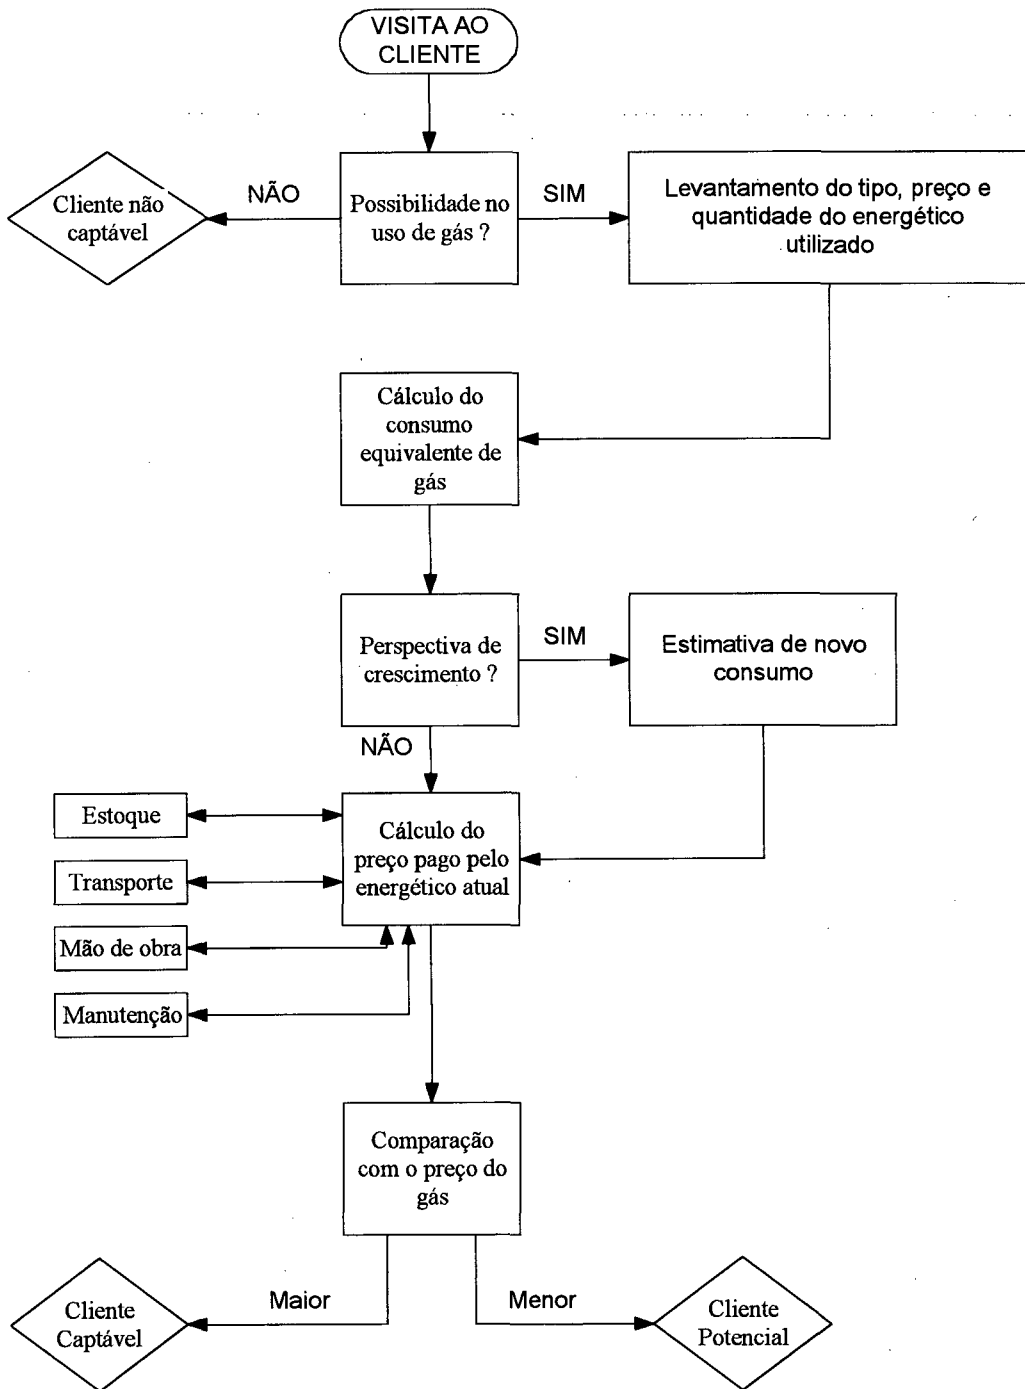 VISITA AO
CLIENTE
Cliente não
captável
NÃO
Possibilidade no
uso de gás ?
SIM
Levantamento do tipo, preço e
quantidade do energético
utilizado
Cálculo do
consumo
equivalente de
gás
Perspectiva de
crescimento ?
SIM
Estimativa de novo
consumo
NÃO
Estoque
Transporte
Mão de obra
Manutenção
Cálculo do
preço pago pelo
energético atual
Comparação
com o preço do
gás
Cliente
Captável
Maior
Menor
Cliente
Potencial